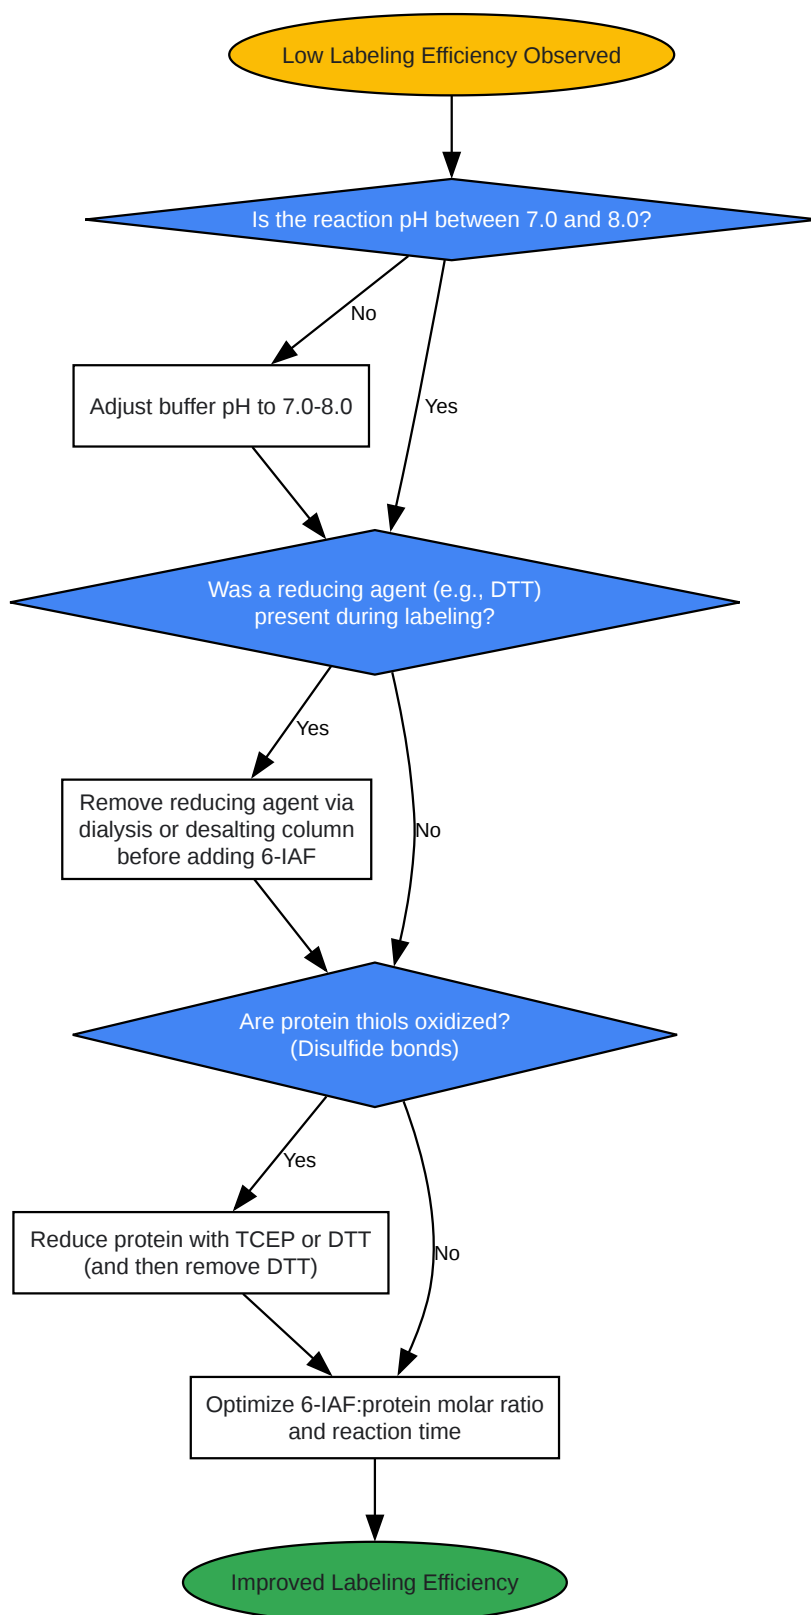 Low Labeling Efficiency Observed
Is the reaction pH between 7.0 and 8.0?
No
Adjust buffer pH to 7.0-8.0
Yes
Was a reducing agent (e.g., DTT)
present during labeling?
Yes
Remove reducing agent via
dialysis or desalting column
before adding 6-IAF
No
Are protein thiols oxidized?
(Disulfide bonds)
Yes
Reduce protein with TCEP or DTT
(and then remove DTT)
No
Optimize 6-IAF:protein molar ratio
and reaction time
Improved Labeling Efficiency